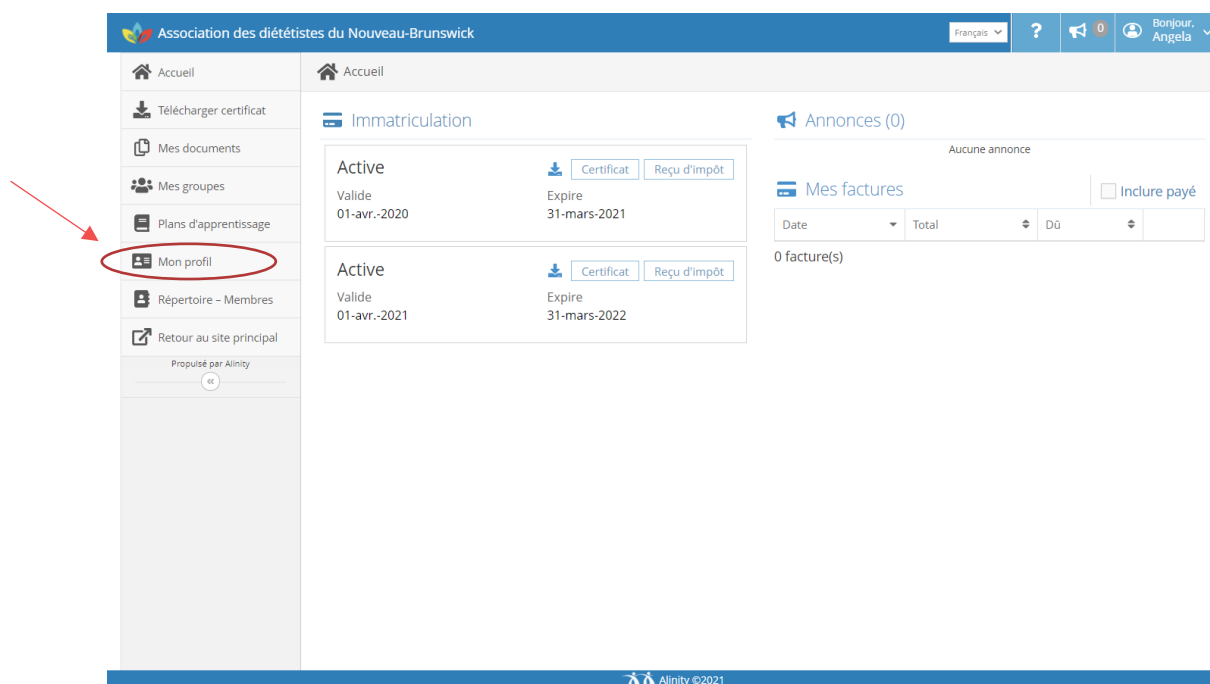 Association des diététistes du Nouveau-Brunswick
Français
?
0
Bonjour,
Angela
Accueil
Télécharger certificat
Mes documents
Mes groupes
Plans d'apprentissage
Mon profil
Répertoire – Membres
Retour au site principal
Propulsé par Alinity
Accueil
Immatriculation
Active
Certificat Reçu d'impôt
Valide Expire
01-avr.-2020 31-mars-2021
Active
Certificat Reçu d'impôt
Valide Expire
01-avr.-2021 31-mars-2022
Annonces (0)
Aucune annonce
Mes factures
Inclure payé
Date Total Dû
0 facture(s)
Alinity ©2021